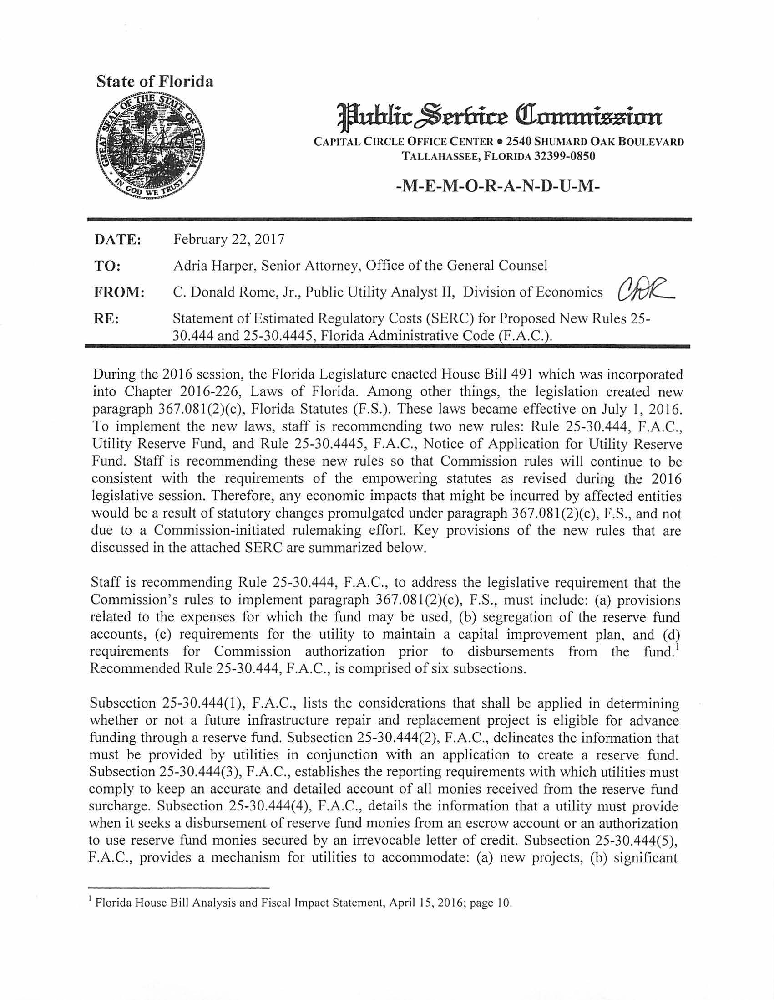 State of Florida
GREAT SEAL OF THE STATE OF FLORIDA
IN GOD WE TRUST
Public Service Commission
CAPITAL CIRCLE OFFICE CENTER ● 2540 SHUMARD OAK BOULEVARD
TALLAHASSEE, FLORIDA 32399-0850
-M-E-M-O-R-A-N-D-U-M-
DATE: February 22, 2017
TO: Adria Harper, Senior Attorney, Office of the General Counsel
FROM: C. Donald Rome, Jr., Public Utility Analyst II, Division of Economics CDR
RE: Statement of Estimated Regulatory Costs (SERC) for Proposed New Rules 25-
30.444 and 25-30.4445, Florida Administrative Code (F.A.C.).
During the 2016 session, the Florida Legislature enacted House Bill 491 which was incorporated
into Chapter 2016-226, Laws of Florida. Among other things, the legislation created new
paragraph 367.081(2)(c), Florida Statutes (F.S.). These laws became effective on July 1, 2016.
To implement the new laws, staff is recommending two new rules: Rule 25-30.444, F.A.C.,
Utility Reserve Fund, and Rule 25-30.4445, F.A.C., Notice of Application for Utility Reserve
Fund. Staff is recommending these new rules so that Commission rules will continue to be
consistent with the requirements of the empowering statutes as revised during the 2016
legislative session. Therefore, any economic impacts that might be incurred by affected entities
would be a result of statutory changes promulgated under paragraph 367.081(2)(c), F.S., and not
due to a Commission-initiated rulemaking effort. Key provisions of the new rules that are
discussed in the attached SERC are summarized below.
Staff is recommending Rule 25-30.444, F.A.C., to address the legislative requirement that the
Commission's rules to implement paragraph 367.081(2)(c), F.S., must include: (a) provisions
related to the expenses for which the fund may be used, (b) segregation of the reserve fund
accounts, (c) requirements for the utility to maintain a capital improvement plan, and (d)
requirements for Commission authorization prior to disbursements from the fund.¹
Recommended Rule 25-30.444, F.A.C., is comprised of six subsections.
Subsection 25-30.444(1), F.A.C., lists the considerations that shall be applied in determining
whether or not a future infrastructure repair and replacement project is eligible for advance
funding through a reserve fund. Subsection 25-30.444(2), F.A.C., delineates the information that
must be provided by utilities in conjunction with an application to create a reserve fund.
Subsection 25-30.444(3), F.A.C., establishes the reporting requirements with which utilities must
comply to keep an accurate and detailed account of all monies received from the reserve fund
surcharge. Subsection 25-30.444(4), F.A.C., details the information that a utility must provide
when it seeks a disbursement of reserve fund monies from an escrow account or an authorization
to use reserve fund monies secured by an irrevocable letter of credit. Subsection 25-30.444(5),
F.A.C., provides a mechanism for utilities to accommodate: (a) new projects, (b) significant
¹ Florida House Bill Analysis and Fiscal Impact Statement, April 15, 2016; page 10.